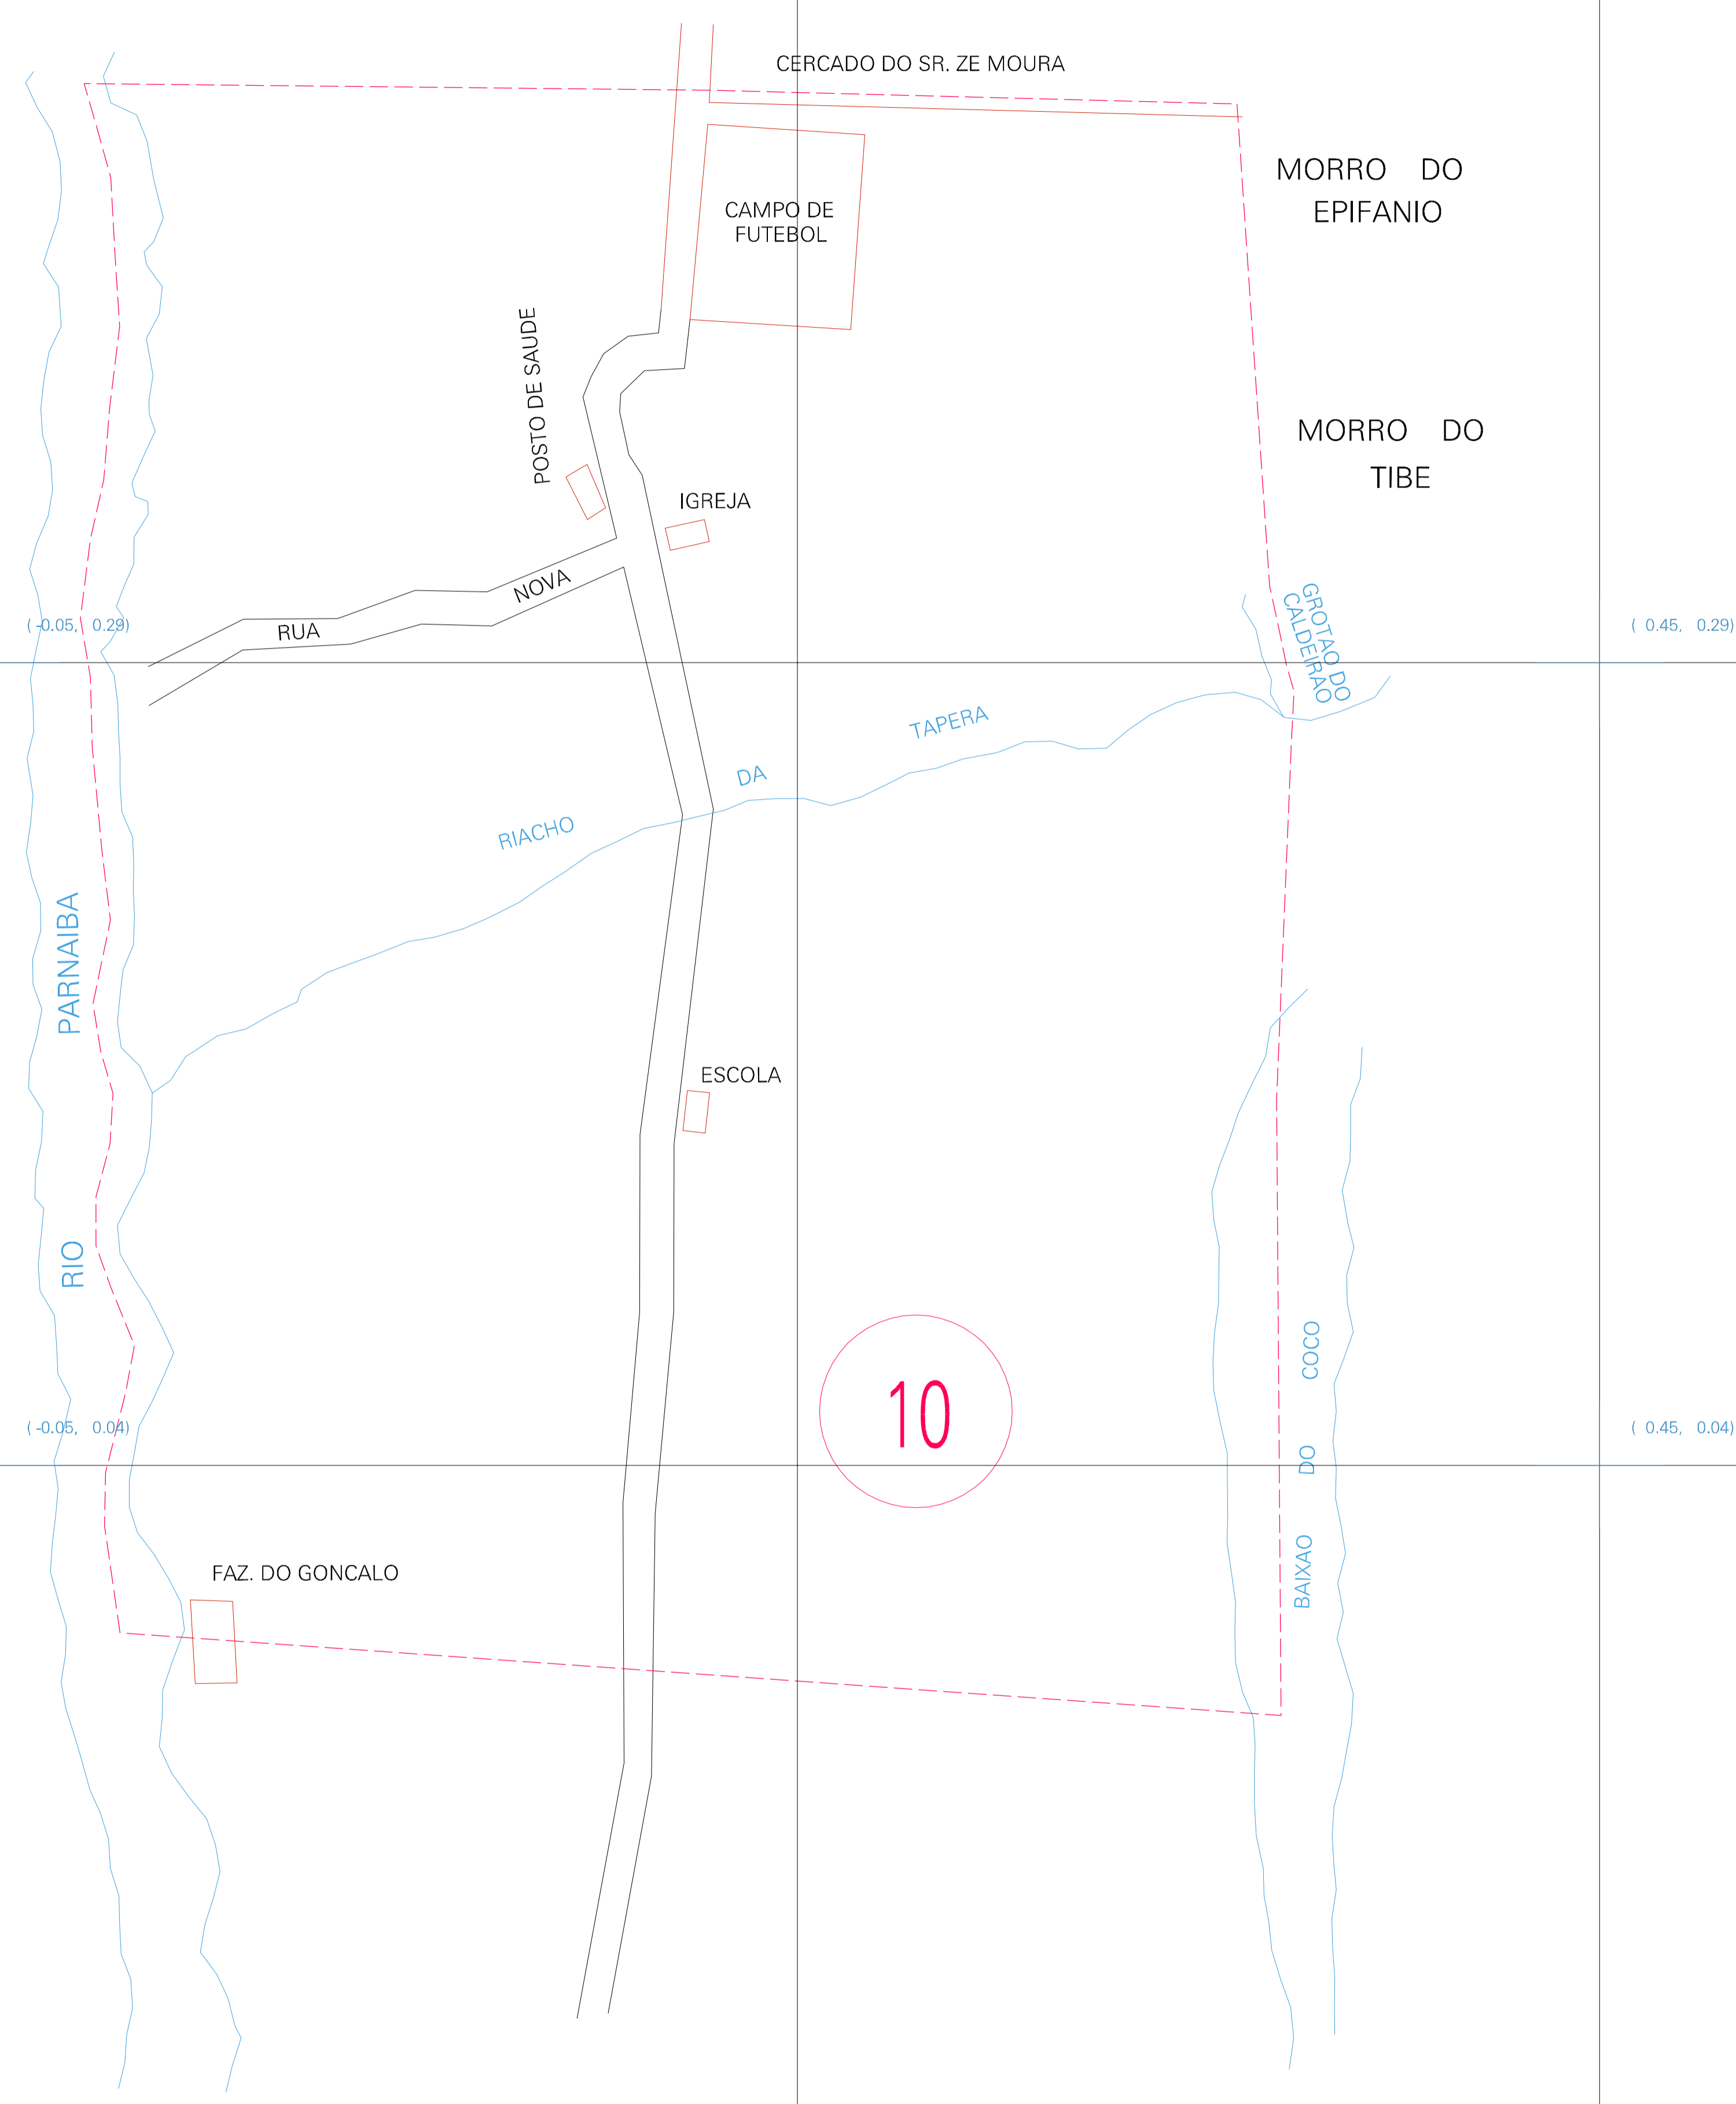 CERCADO DO SR. ZE MOURA
MORRO DO
EPIFANIO
CAMPO DE
FUTEBOL
POSTO DE SAUDE
MORRO DO
TIBE
IGREJA
RUA NOVA
GROTAO DO
CALDEIRAO
(-0.05, 0.29)
( 0.45, 0.29)
RIACHO DA TAPERA
RIO PARNAIBA
ESCOLA
10
BAIXAO DO COCO
(-0.05, 0.04)
( 0.45, 0.04)
FAZ. DO GONCALO